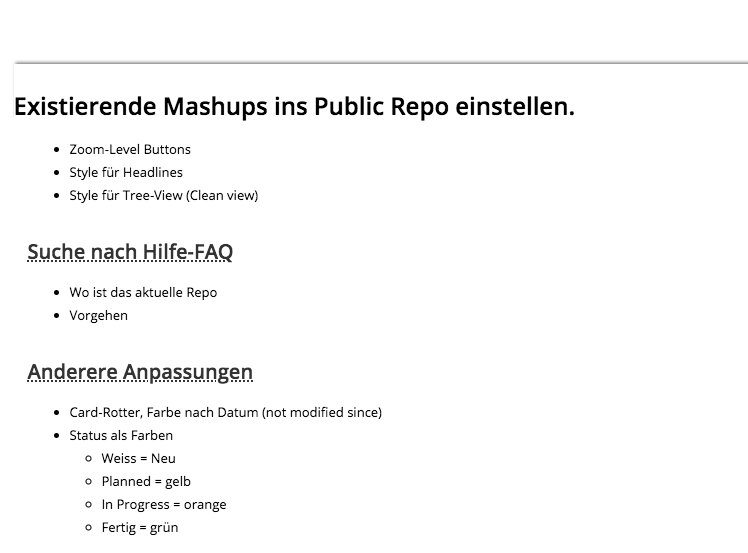 Existierende Mashups ins Public Repo einstellen.
Zoom-Level Buttons
Style für Headlines
Style für Tree-View (Clean view)
Suche nach Hilfe-FAQ
Wo ist das aktuelle Repo
Vorgehen
Anderere Anpassungen
Card-Rotter, Farbe nach Datum (not modified since)
Status als Farben
Weiss = Neu
Planned = gelb
In Progress = orange
Fertig = grün